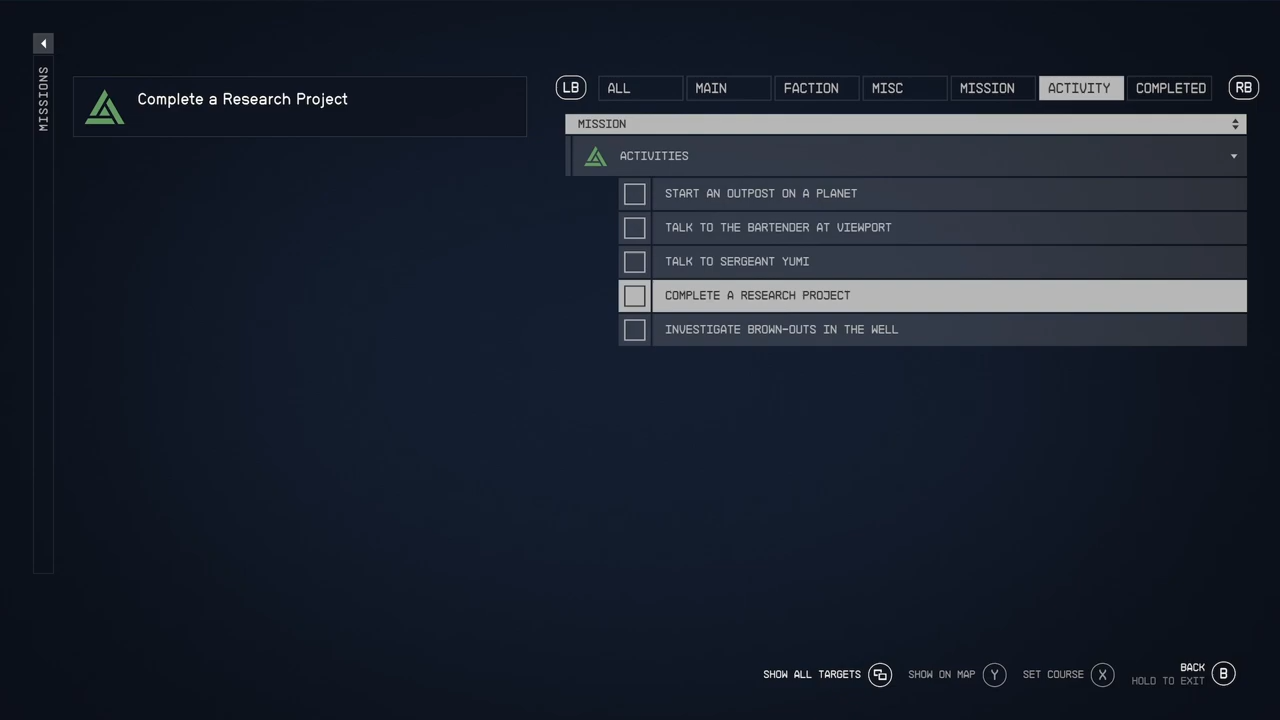 MISSIONS
Complete a Research Project
LB ALL MAIN FACTION MISC MISSION ACTIVITY COMPLETED RB
MISSION
ACTIVITIES
START AN OUTPOST ON A PLANET
TALK TO THE BARTENDER AT VIEWPORT
TALK TO SERGEANT YUMI
COMPLETE A RESEARCH PROJECT
INVESTIGATE BROWN-OUTS IN THE WELL
SHOW ALL TARGETS SHOW ON MAP Y SET COURSE X BACK B
HOLD TO EXIT